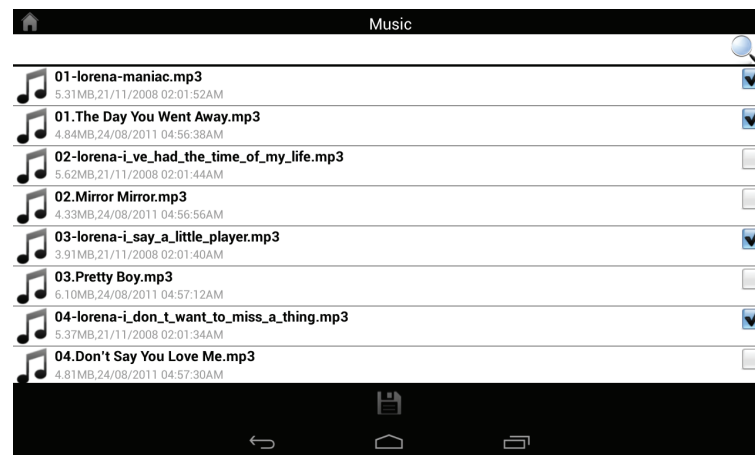 Music
01-lorena-maniac.mp3
5.31MB,21/11/2008 02:01:52AM
01.The Day You Went Away.mp3
4.84MB,24/08/2011 04:56:38AM
02-lorena-i_ve_had_the_time_of_my_life.mp3
5.62MB,21/11/2008 02:01:44AM
02.Mirror Mirror.mp3
4.33MB,24/08/2011 04:56:56AM
03-lorena-i_say_a_little_player.mp3
3.91MB,21/11/2008 02:01:40AM
03.Pretty Boy.mp3
6.10MB,24/08/2011 04:57:12AM
04-lorena-i_don_t_want_to_miss_a_thing.mp3
5.37MB,21/11/2008 02:01:34AM
04.Don't Say You Love Me.mp3
4.81MB,24/08/2011 04:57:30AM